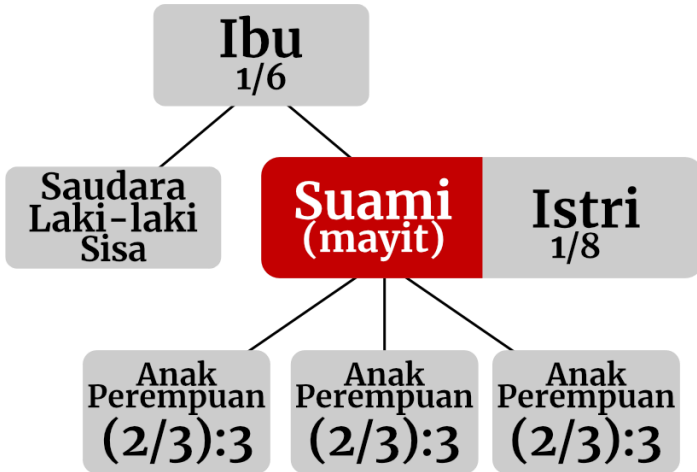 Ibu
1/6
Saudara
Laki-laki
Sisa
Suami
(mayit)
Istri
1/8
Anak
Perempuan
(2/3):3
Anak
Perempuan
(2/3):3
Anak
Perempuan
(2/3):3